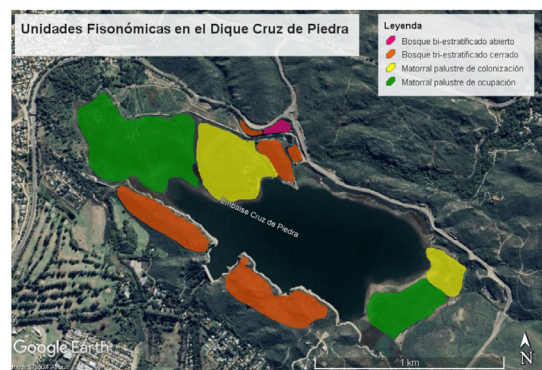 Unidades Fisonómicas en el Dique Cruz de Piedra
Leyenda
Bosque bi-estratificado abierto
Bosque tri-estratificado cerrado
Matorral palustre de colonización
Matorral palustre de ocupación
Embalse Cruz de Piedra
Google Earth
1 km
N